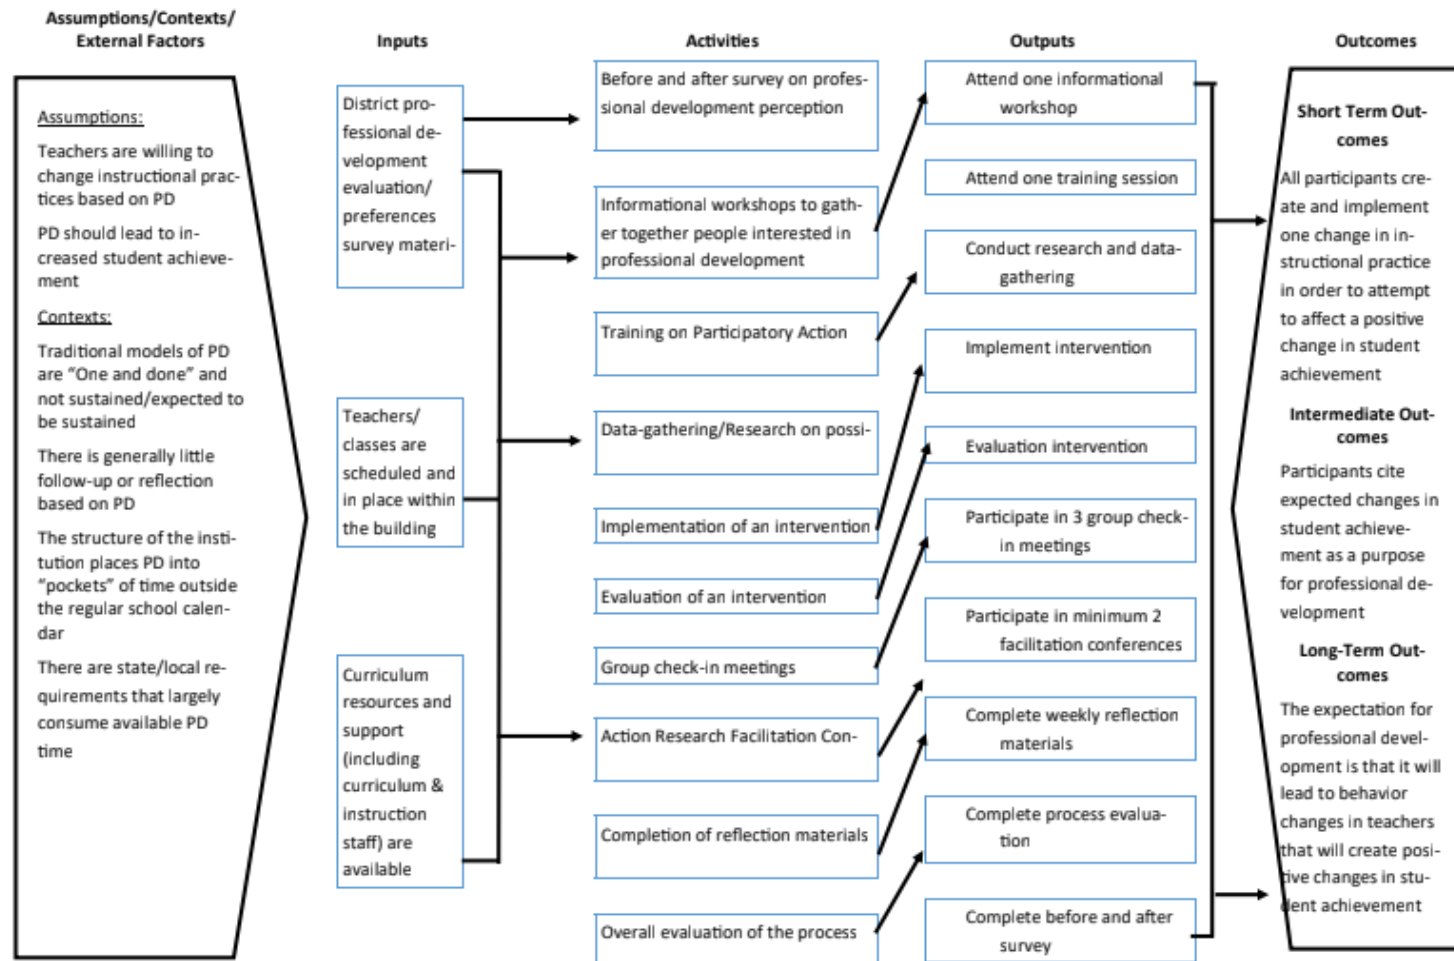 Assumptions/Contexts/
External Factors
Assumptions:
Teachers are willing to
change instructional prac-
tices based on PD
PD should lead to in-
creased student achieve-
ment
Contexts:
Traditional models of PD
are “One and done” and
not sustained/expected to
be sustained
There is generally little
follow-up or reflection
based on PD
The structure of the insti-
tution places PD into
“pockets” of time outside
the regular school calen-
dar
There are state/local re-
quirements that largely
consume available PD
time
Inputs
District pro-
fessional de-
velopment
evaluation/
preferences
survey materi-
Teachers/
classes are
scheduled and
in place within
the building
Curriculum
resources and
support
(including
curriculum &
instruction
staff) are
available
Activities
Before and after survey on profes-
sional development perception
Informational workshops to gath-
er together people interested in
professional development
Training on Participatory Action
Data-gathering/Research on possi-
Implementation of an intervention
Evaluation of an intervention
Group check-in meetings
Action Research Facilitation Con-
Completion of reflection materials
Overall evaluation of the process
Outputs
Attend one informational
workshop
Attend one training session
Conduct research and data-
gathering
Implement intervention
Evaluation intervention
Participate in 3 group check-
in meetings
Participate in minimum 2
facilitation conferences
Complete weekly reflection
materials
Complete process evalua-
tion
Complete before and after
survey
Outcomes
Short Term Out-
comes
All participants cre-
ate and implement
one change in in-
structional practice
in order to attempt
to affect a positive
change in student
achievement
Intermediate Out-
comes
Participants cite
expected changes in
student achieve-
ment as a purpose
for professional de-
velopment
Long-Term Out-
comes
The expectation for
professional devel-
opment is that it will
lead to behavior
changes in teachers
that will create posi-
tive changes in stu-
dent achievement